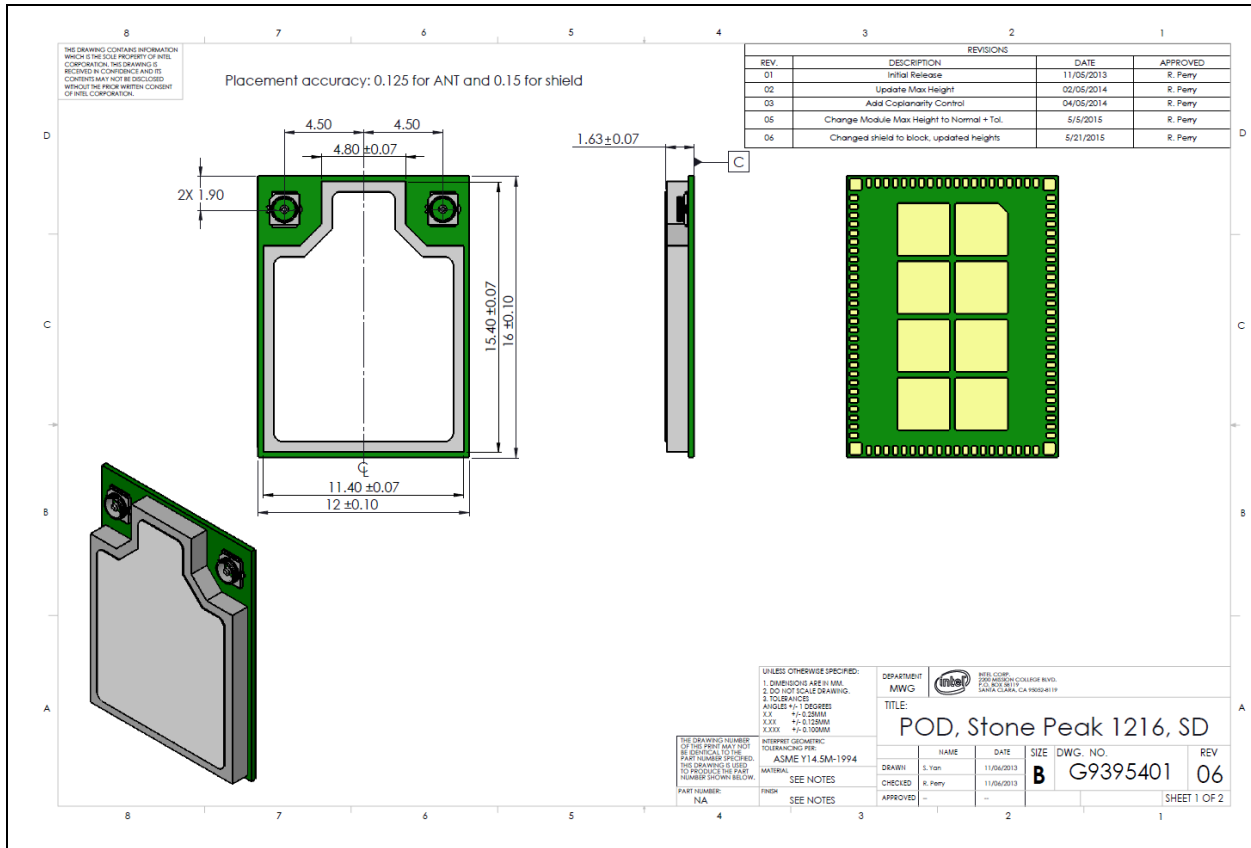 8 7 6 5 4 3 2 1
THIS DRAWING CONTAINS INFORMATION
WHICH IS THE SOLE PROPERTY OF INTEL
CORPORATION. THIS DRAWING IS
RECEIVED IN CONFIDENCE AND ITS
CONTENTS MAY NOT BE DISCLOSED
WITHOUT THE PRIOR WRITTEN CONSENT
OF INTEL CORPORATION.
Placement accuracy: 0.125 for ANT and 0.15 for shield
REVISIONS
REV. DESCRIPTION DATE APPROVED
01 Initial Release 11/05/2013 R. Perry
02 Update Max Height 02/05/2014 R. Perry
03 Add Coplanarity Control 04/05/2014 R. Perry
05 Change Module Max Height to Normal + Tol. 5/5/2015 R. Perry
06 Changed shield to block, updated heights 5/21/2015 R. Perry
D D
4.50 4.50
4.80 ±0.07
2X 1.90
1.63±0.07
C
15.40 ±0.07
16 ±0.10
C C
℄
11.40 ±0.07
12 ±0.10
B B
A A
UNLESS OTHERWISE SPECIFIED:
1. DIMENSIONS ARE IN MM.
2. DO NOT SCALE DRAWING.
3. TOLERANCES
ANGLES +/- 1 DEGREES
X.X +/- 0.25MM
X.XX +/- 0.125MM
X.XXX +/- 0.100MM
INTERPRET GEOMETRIC
TOLERANCING PER:
ASME Y14.5M-1994
MATERIAL
SEE NOTES
FINISH
SEE NOTES
THE DRAWING NUMBER
OF THIS PRINT MAY NOT
BE IDENTICAL TO THE
PART NUMBER SPECIFIED.
THIS DRAWING IS USED
TO PRODUCE THE PART
NUMBER SHOWN BELOW.
PART NUMBER:
NA
DEPARTMENT
MWG
intel
INTEL CORP.
2200 MISSION COLLEGE BLVD.
P.O. BOX 58119
SANTA CLARA, CA 95052-8119
TITLE:
POD, Stone Peak 1216, SD
NAME DATE
DRAWN S. Yan 11/06/2013
CHECKED R. Perry 11/06/2013
APPROVED -- --
SIZE DWG. NO. REV
B G9395401 06
SHEET 1 OF 2
8 7 6 5 4 3 2 1